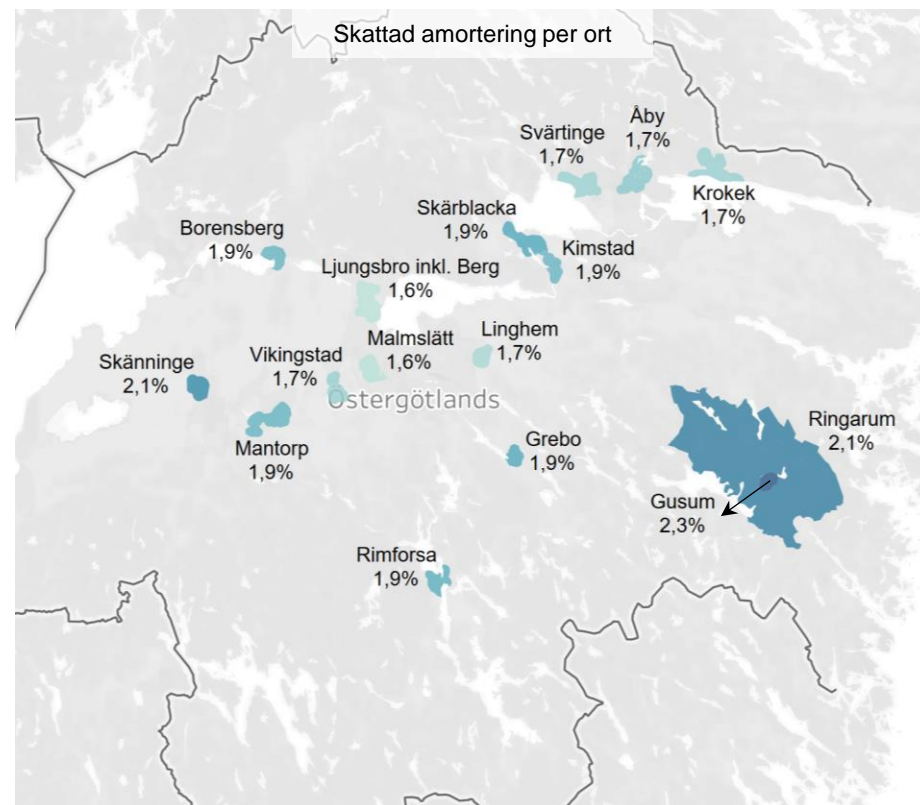 Skattad amortering per ort
Åby
1,7%
Svärtinge
1,7%
Krokek
1,7%
Skärblacka
1,9%
Borensberg
1,9%
Kimstad
1,9%
Ljungsbro inkl. Berg
1,6%
Linghem
1,7%
Malmslätt
1,6%
Vikingstad
1,7%
Skänninge
2,1%
Östergötlands
Ringarum
2,1%
Mantorp
1,9%
Grebo
1,9%
Gusum
2,3%
Rimforsa
1,9%